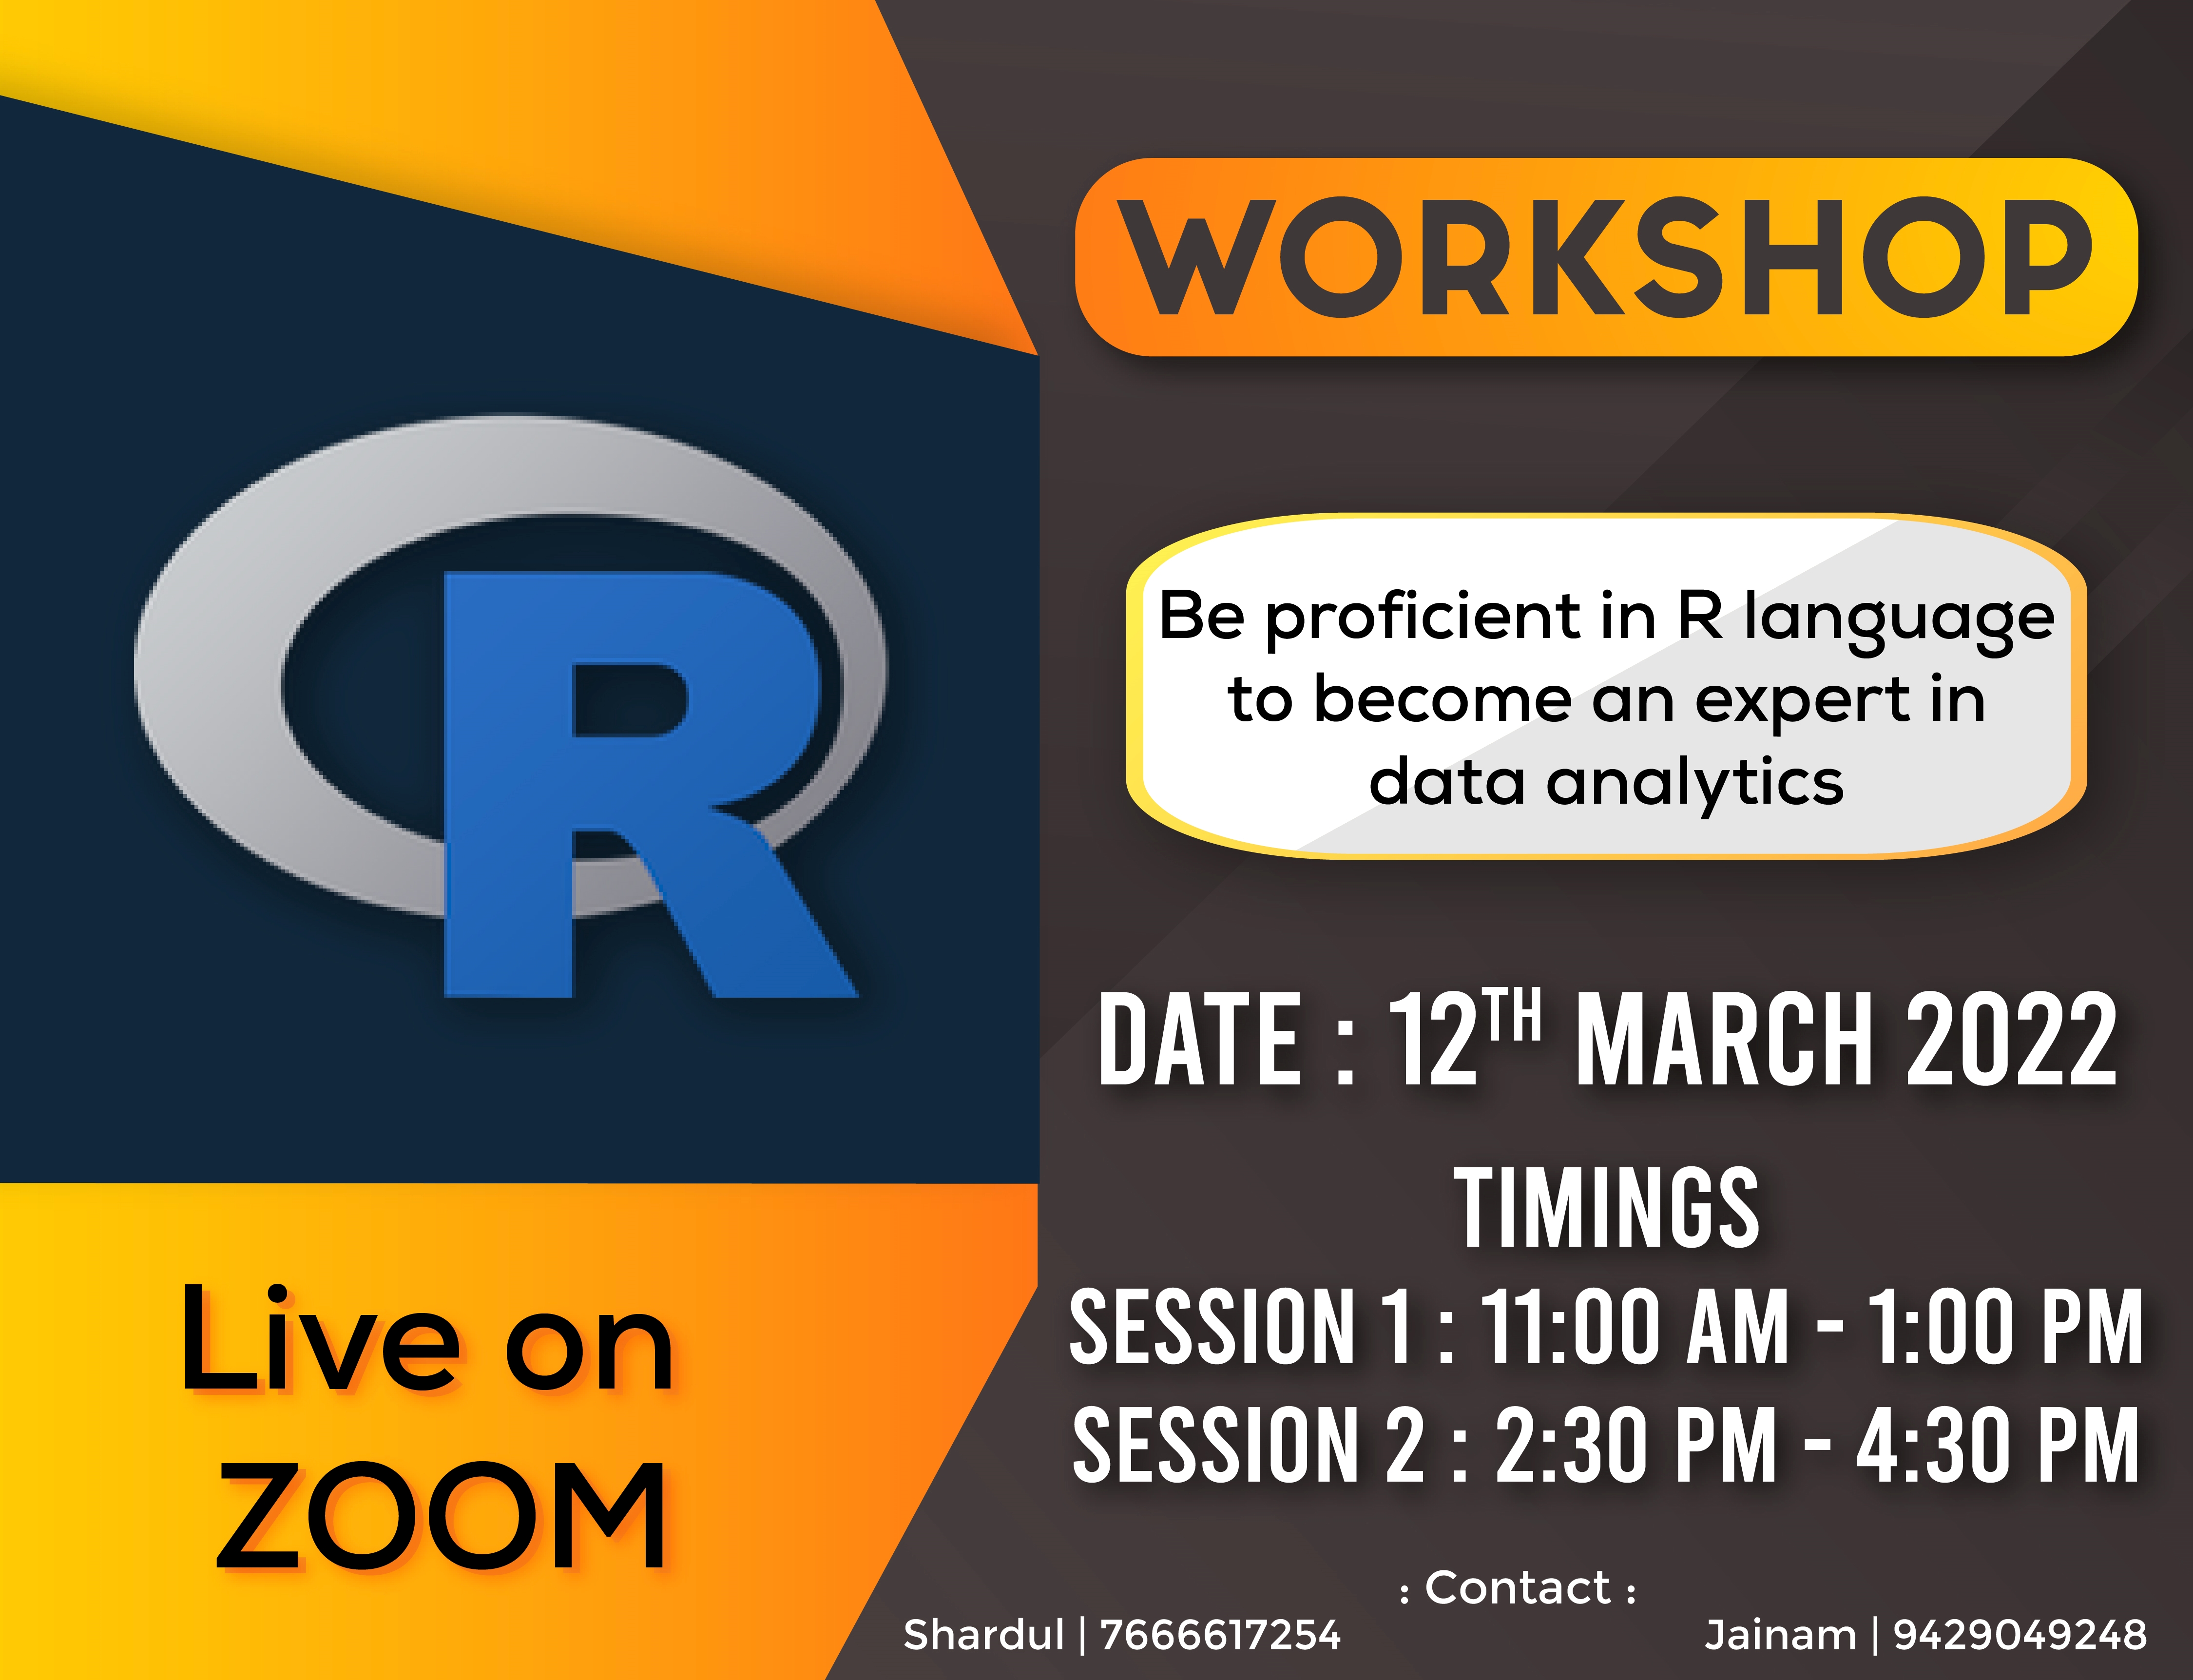 WORKSHOP
Be proficient in R language
to become an expert in
data analytics
DATE : 12TH MARCH 2022
TIMINGS
SESSION 1 : 11:00 AM - 1:00 PM
SESSION 2 : 2:30 PM - 4:30 PM
R
Live on
ZOOM
: Contact :
Shardul | 7666617254
Jainam | 9429049248